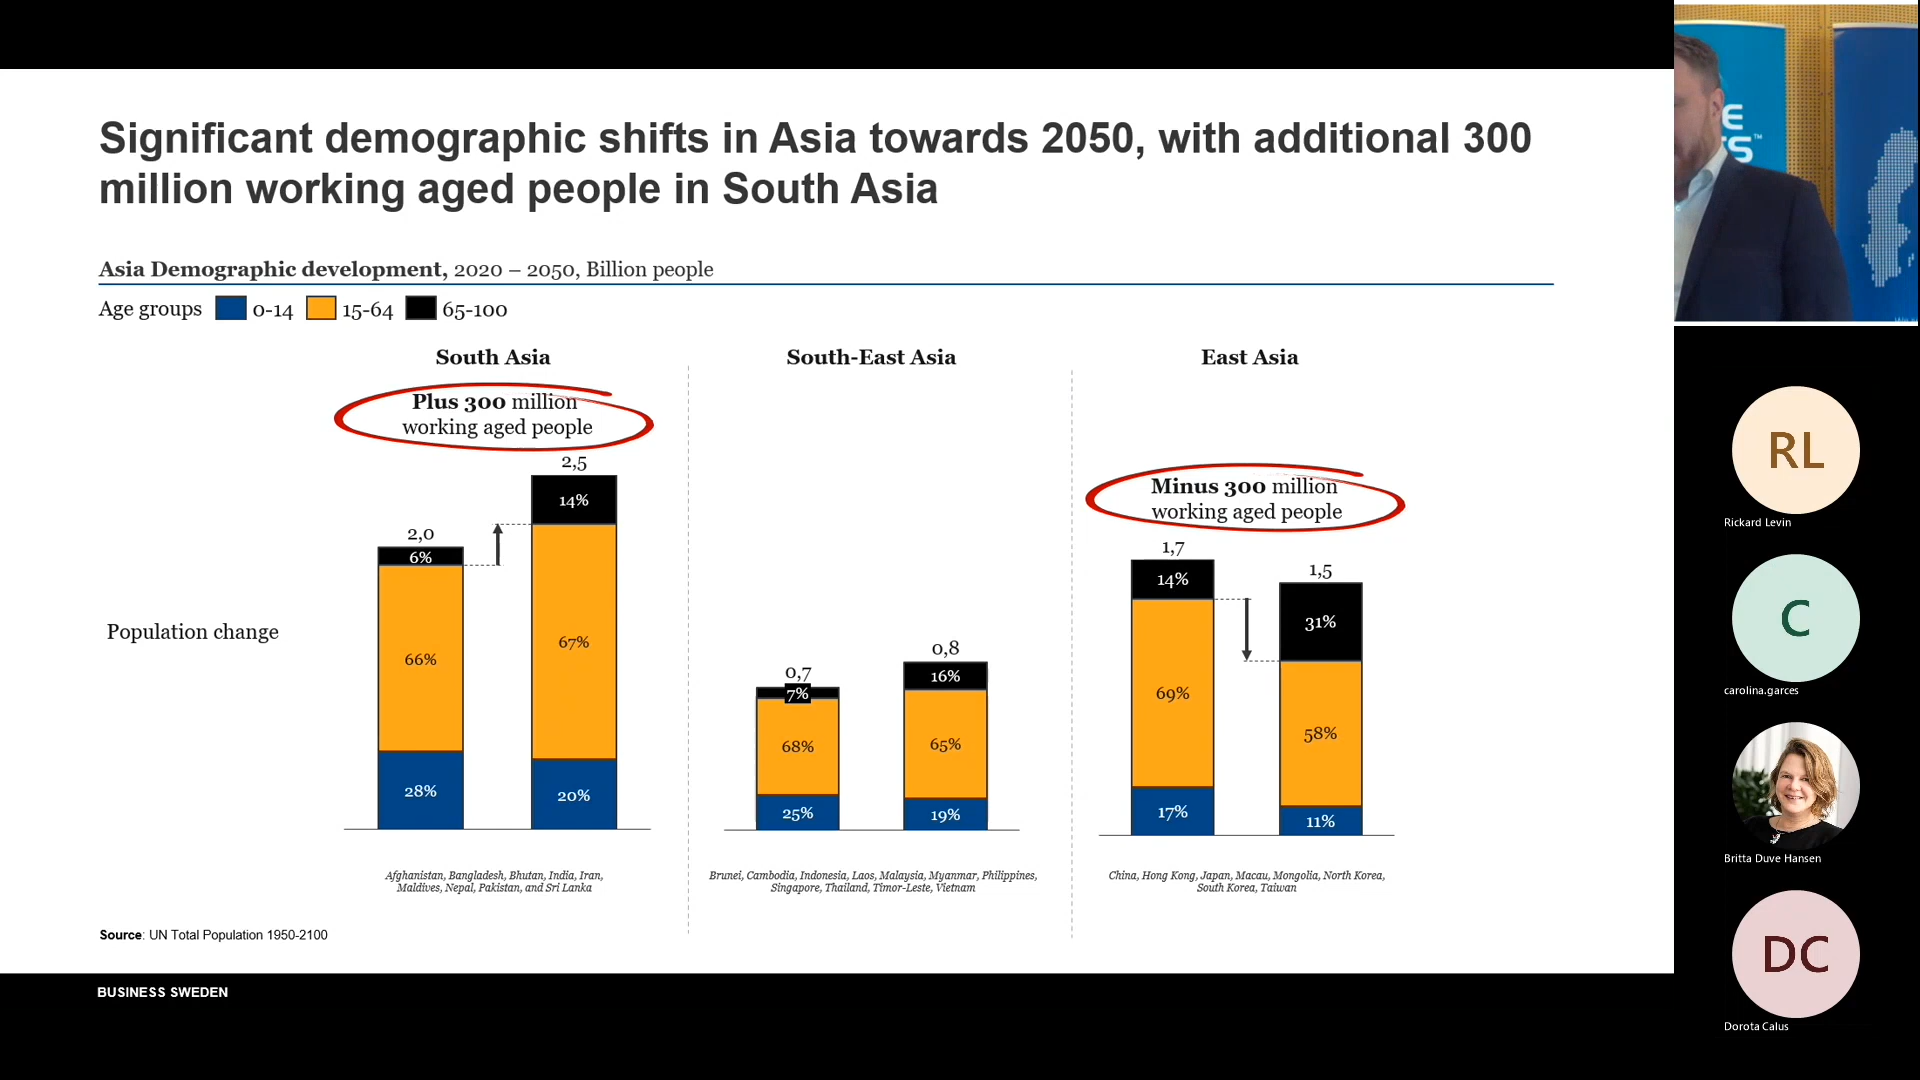 Significant demographic shifts in Asia towards 2050, with additional 300
million working aged people in South Asia
Asia Demographic development, 2020 – 2050, Billion people
Age groups 0-14 15-64 65-100
South Asia
Plus 300 million
working aged people
2,0
6%
66%
28%
2,5
14%
67%
20%
South-East Asia
0,7
7%
68%
25%
0,8
16%
65%
19%
East Asia
Minus 300 million
working aged people
1,7
14%
69%
17%
1,5
31%
58%
11%
Population change
Afghanistan, Bangladesh, Bhutan, India, Iran,
Maldives, Nepal, Pakistan, and Sri Lanka
Brunei, Cambodia, Indonesia, Laos, Malaysia, Myanmar, Philippines,
Singapore, Thailand, Timor-Leste, Vietnam
China, Hong Kong, Japan, Macau, Mongolia, North Korea,
South Korea, Taiwan
Source: UN Total Population 1950-2100
BUSINESS SWEDEN
RL
Rickard Levin
C
carolina.garces
Britta Duve Hansen
DC
Dorota Calus